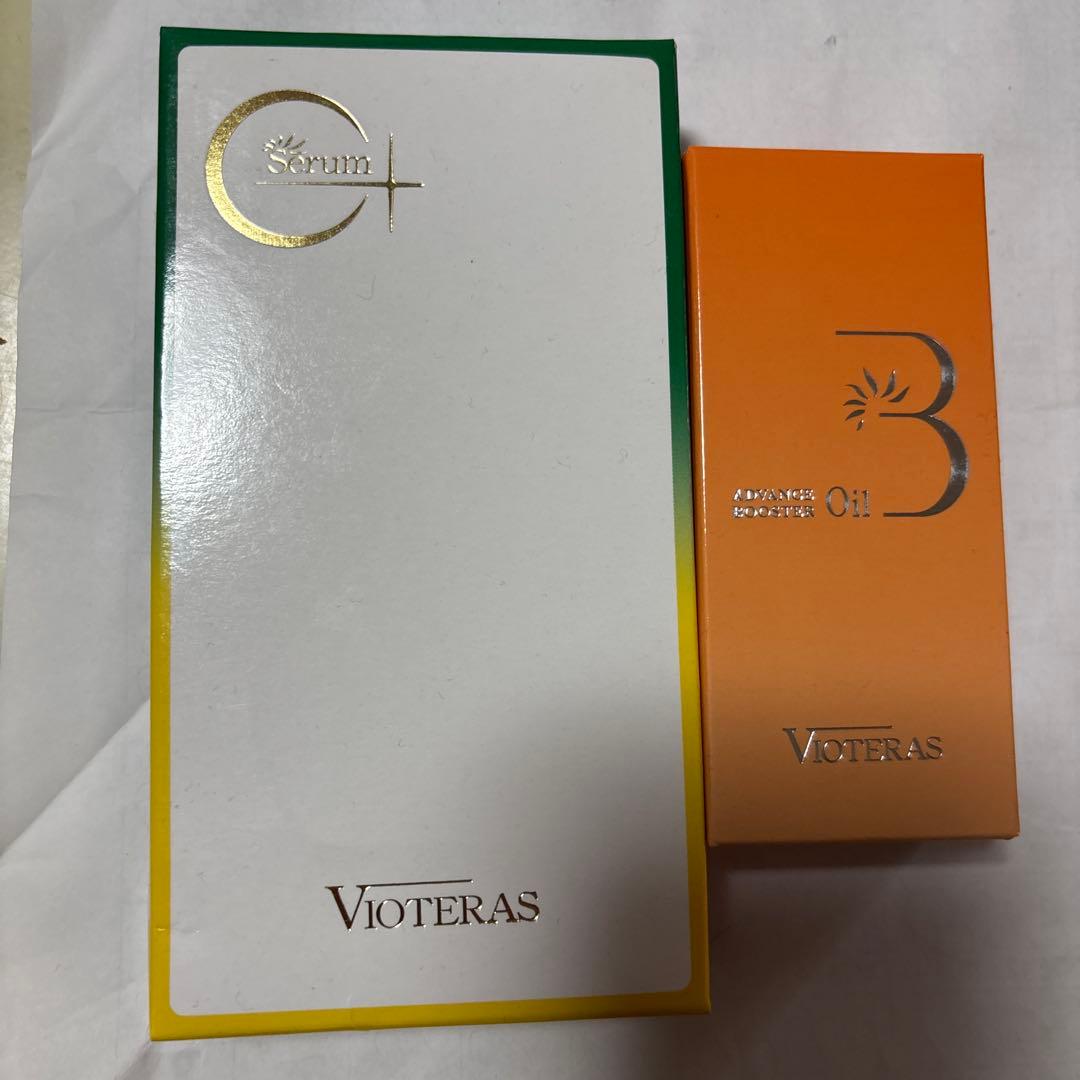 C
Serum
+
VIOTERAS
B
ADVANCE
BOOSTER Oil
VIOTERAS